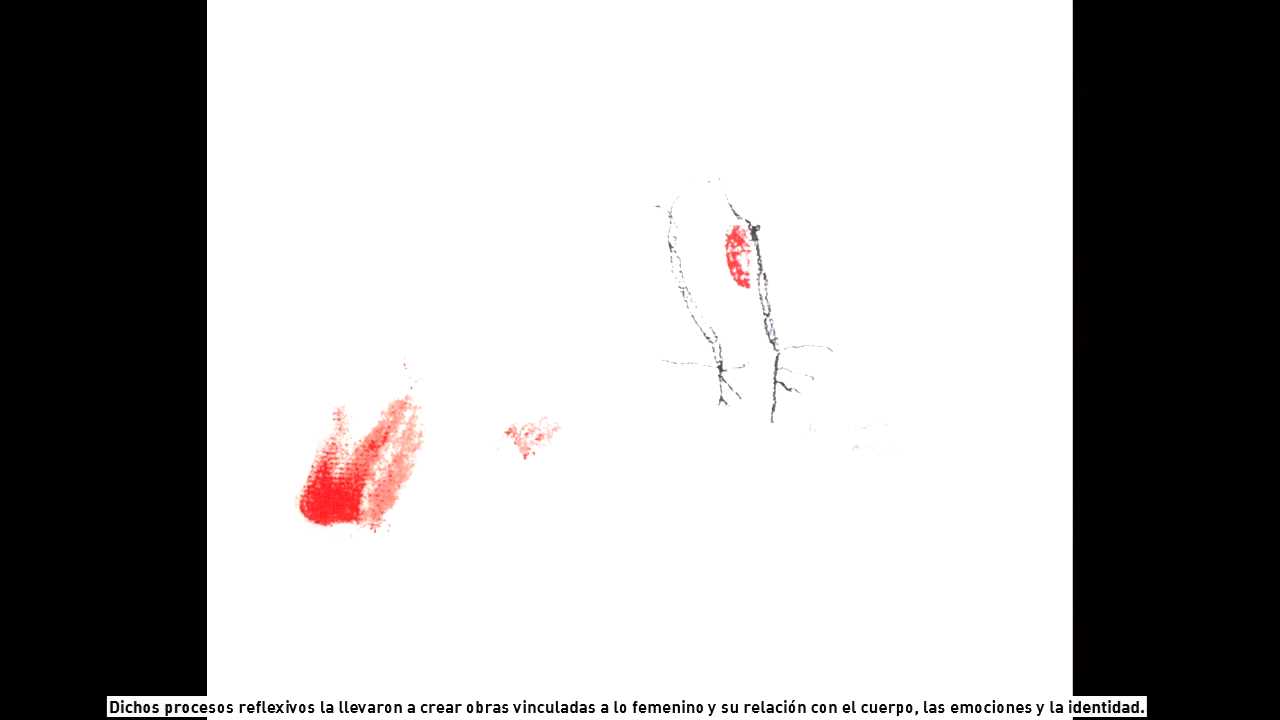 Dichos procesos reflexivos la llevaron a crear obras vinculadas a lo femenino y su relación con el cuerpo, las emociones y la identidad.